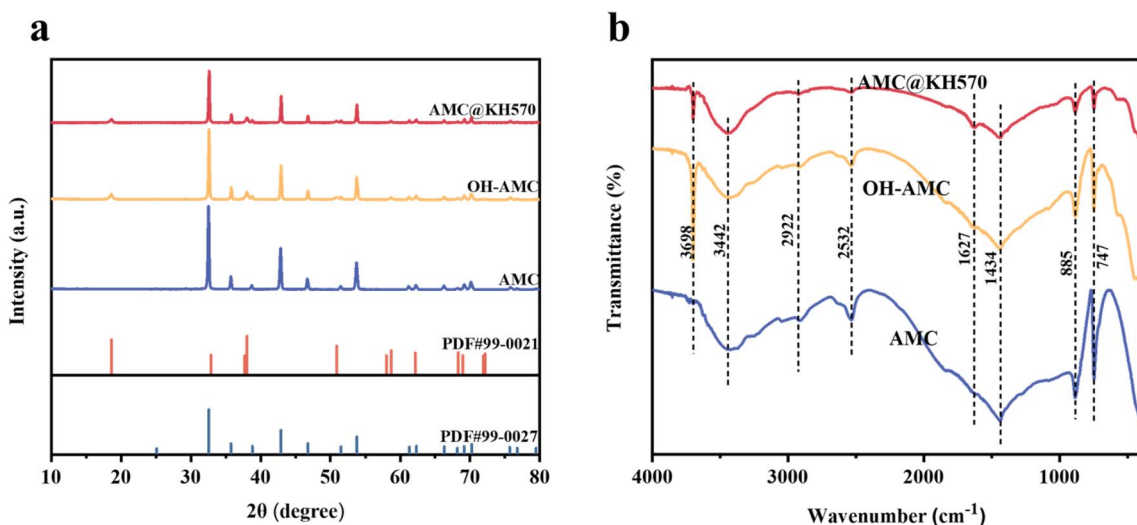 a
AMC@KH570
OH-AMC
AMC
PDF#99-0021
PDF#99-0027
Intensity (a.u.)
10 20 30 40 50 60 70 80
2θ (degree)
b
AMC@KH570
OH-AMC
AMC
3698 3442 2922 2532 1627 1434 885 747
Transmittance (%)
4000 3000 2000 1000
Wavenumber (cm⁻¹)